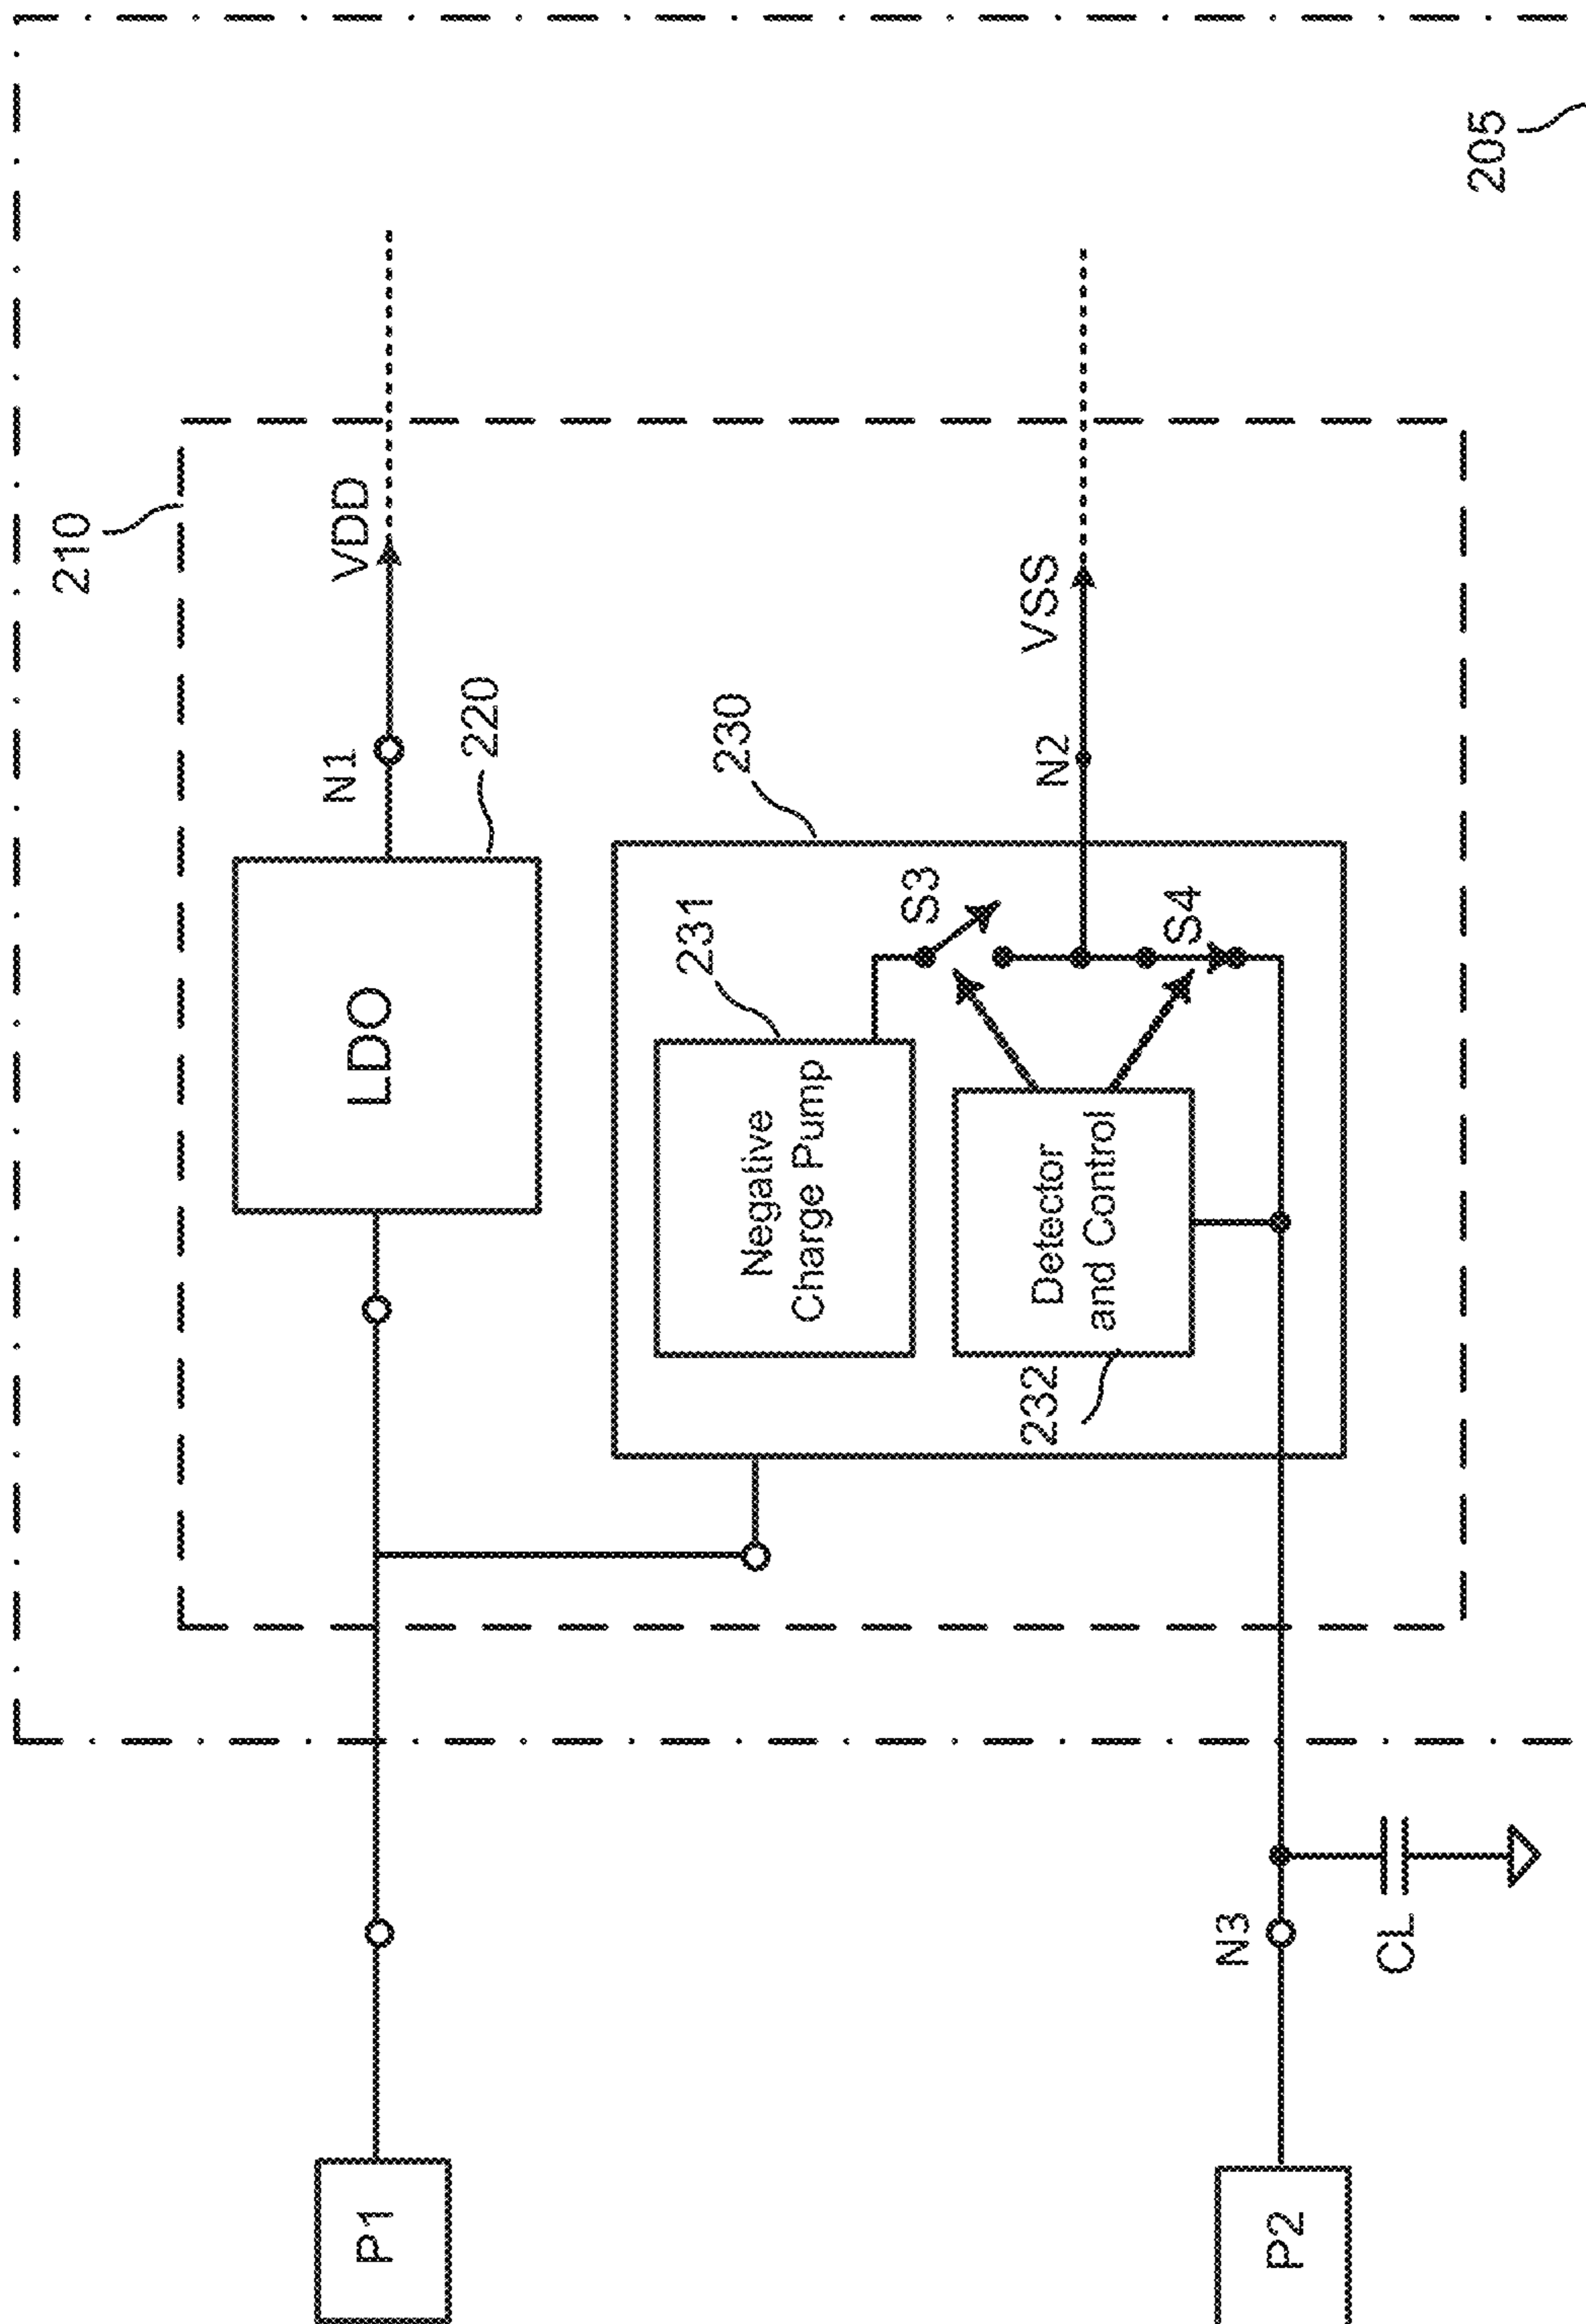 205
210
VDD
N1
220
LDO
230
VSS
N2
231
S3
S4
Negative
Charge Pump
Detector
and Control
232
N3
CL
P1
P2